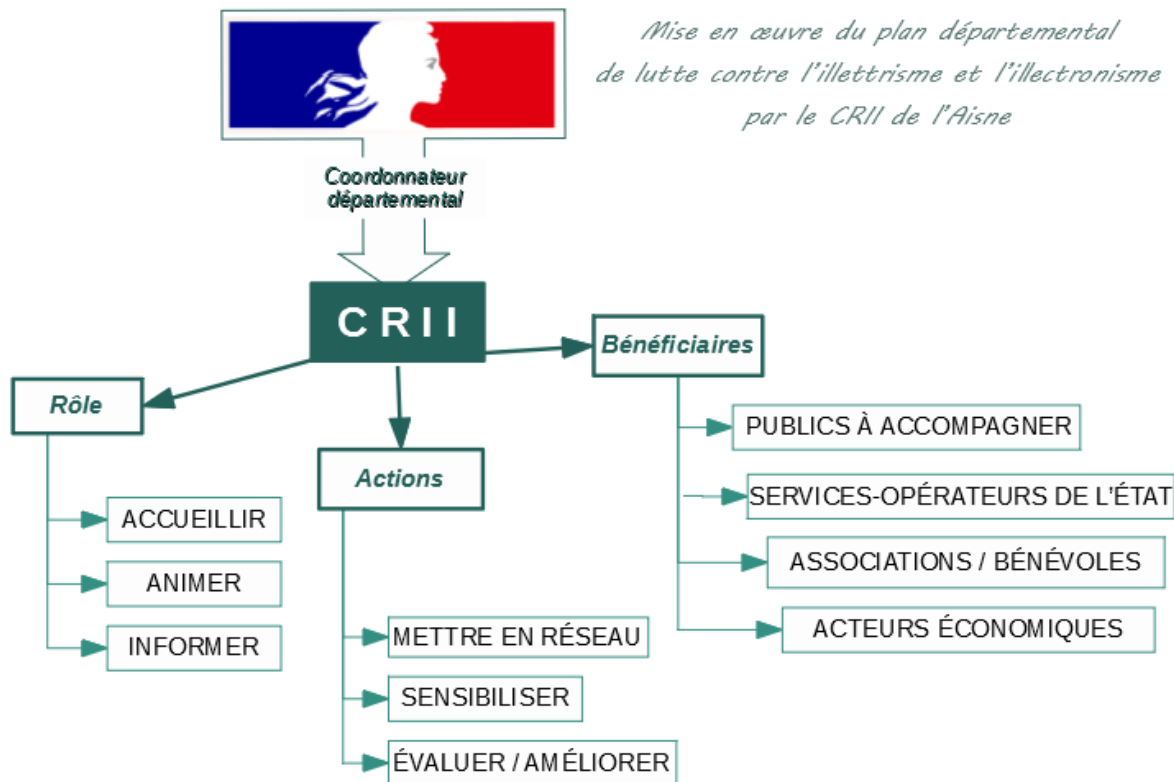 Mise en œuvre du plan départemental
de lutte contre l'illettrisme et l'illectronisme
par le CRII de l'Aisne
Coordonnateur
départemental
CRII
Rôle
ACCUEILLIR
ANIMER
INFORMER
Actions
METTRE EN RÉSEAU
SENSIBILISER
ÉVALUER / AMÉLIORER
Bénéficiaires
PUBLICS À ACCOMPAGNER
SERVICES-OPÉRATEURS DE L'ÉTAT
ASSOCIATIONS / BÉNÉVOLES
ACTEURS ÉCONOMIQUES